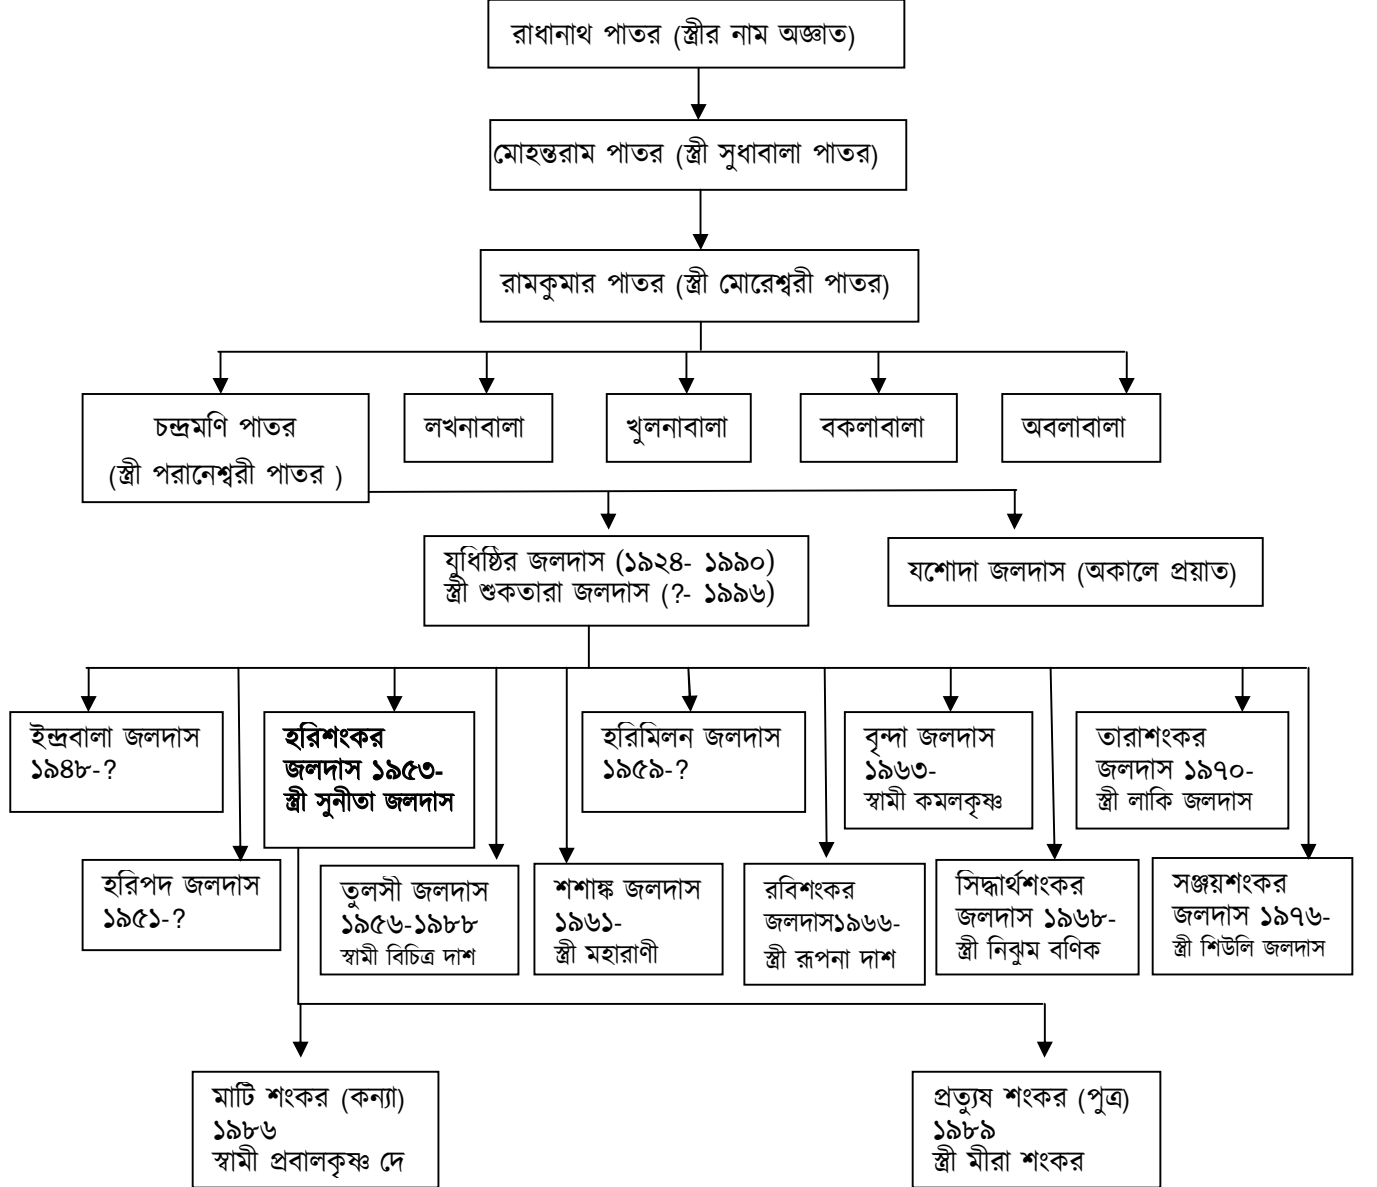 রাধানাথ পাতর (স্ত্রীর নাম অজ্ঞাত)
মোহন্তরাম পাতর (স্ত্রী সুধাবালা পাতর)
রামকুমার পাতর (স্ত্রী মোরেশ্বরী পাতর)
চন্দ্রমণি পাতর
(স্ত্রী পরানেশ্বরী পাতর )
লখনাবালা
খুলনাবালা
বকলাবালা
অবলাবালা
যুধিষ্ঠির জলদাস (১৯২৪- ১৯৯০)
স্ত্রী শুকতারা জলদাস (?- ১৯৯৬)
যশোদা জলদাস (অকালে প্রয়াত)
ইন্দ্রবালা জলদাস
১৯৪৮-?
হরিশংকর
জলদাস ১৯৫৩-
স্ত্রী সুনীতা জলদাস
হরিমিলন জলদাস
১৯৫৯-?
বৃন্দা জলদাস
১৯৬৩-
স্বামী কমলকৃষ্ণ
তারাশংকর
জলদাস ১৯৭০-
স্ত্রী লাকি জলদাস
হরিপদ জলদাস
১৯৫১-?
তুলসী জলদাস
১৯৫৬-১৯৮৮
স্বামী বিচিত্র দাশ
শশাঙ্ক জলদাস
১৯৬১-
স্ত্রী মহারাণী
রবিশংকর
জলদাস১৯৬৬-
স্ত্রী রূপনা দাশ
সিদ্ধার্থশংকর
জলদাস ১৯৬৮-
স্ত্রী নিঝুম বণিক
সঞ্জয়শংকর
জলদাস ১৯৭৬-
স্ত্রী শিউলি জলদাস
মাটি শংকর (কন্যা)
১৯৮৬
স্বামী প্রবালকৃষ্ণ দে
প্রত্যুষ শংকর (পুত্র)
১৯৮৯
স্ত্রী মীরা শংকর